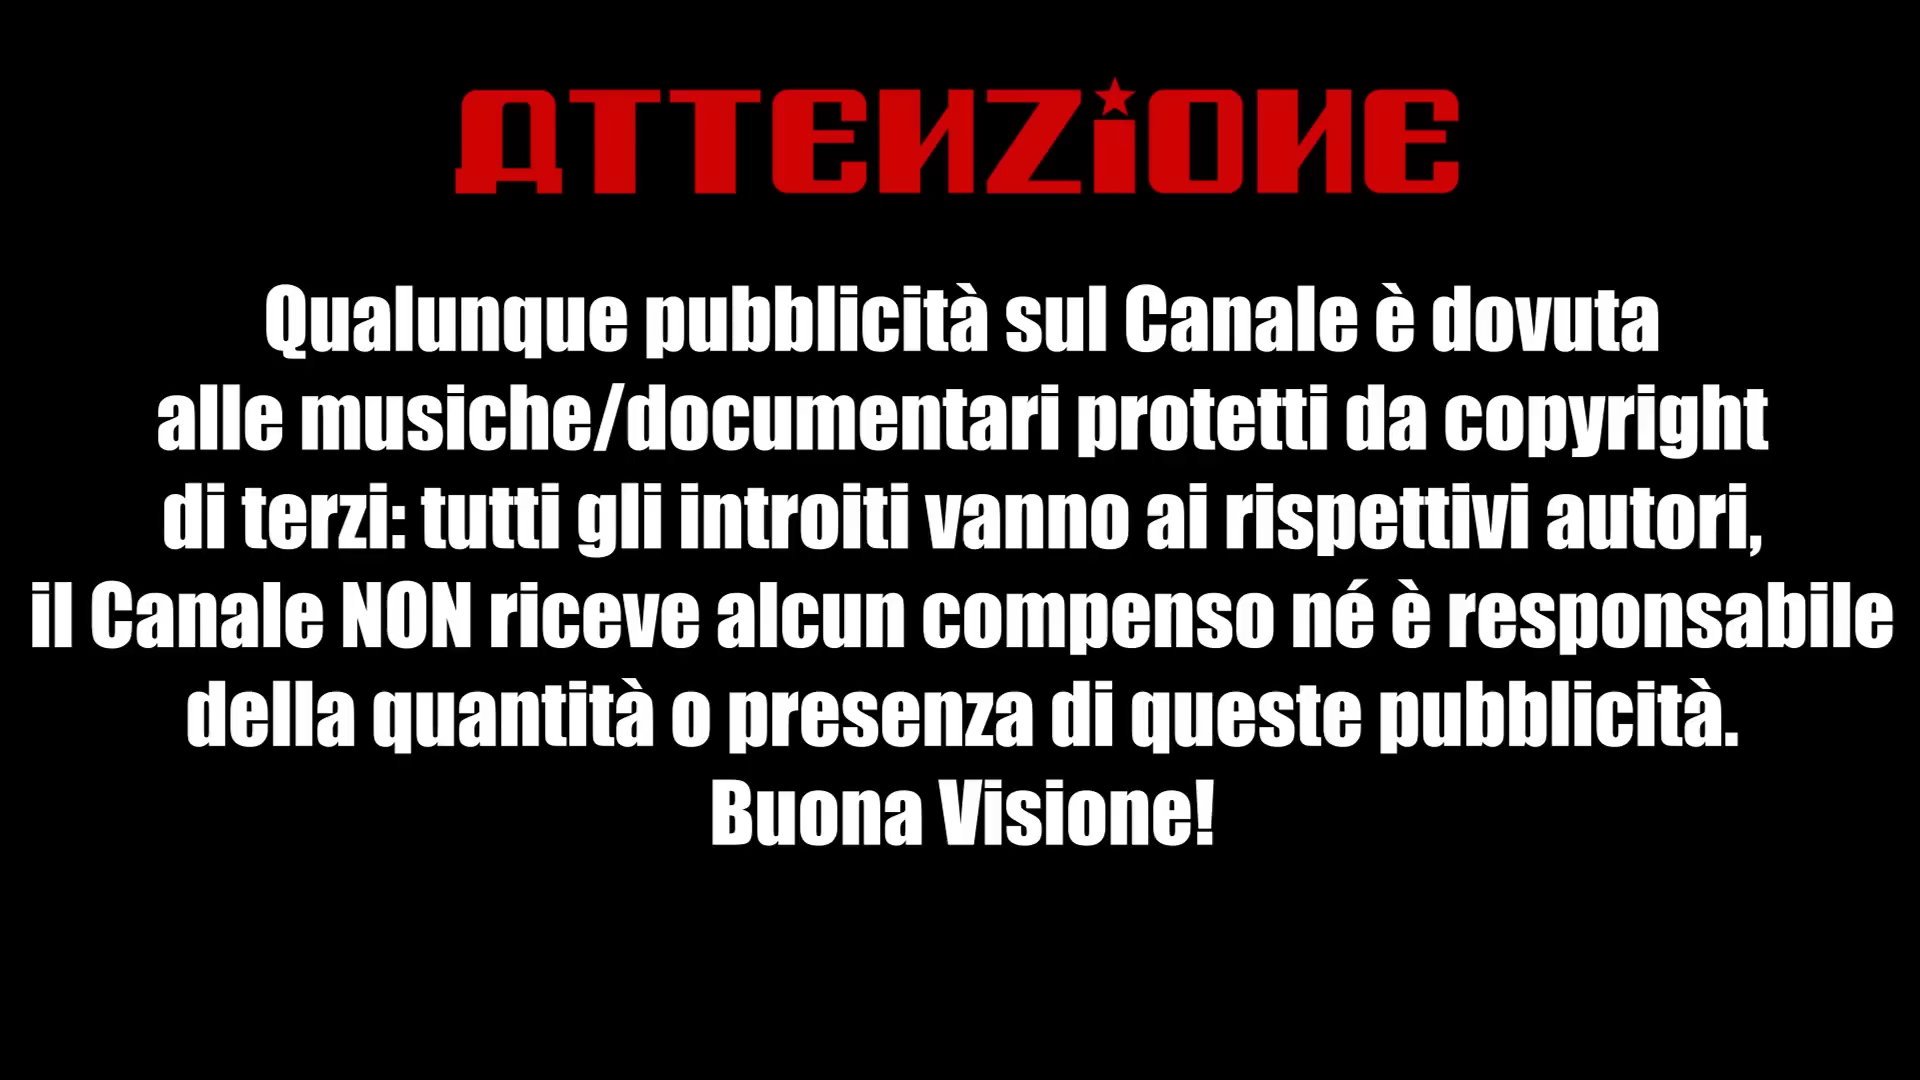 ATTENZiONE
Qualunque pubblicità sul Canale è dovuta
alle musiche/documentari protetti da copyright
di terzi: tutti gli introiti vanno ai rispettivi autori,
il Canale NON riceve alcun compenso né è responsabile
della quantità o presenza di queste pubblicità.
Buona Visione!